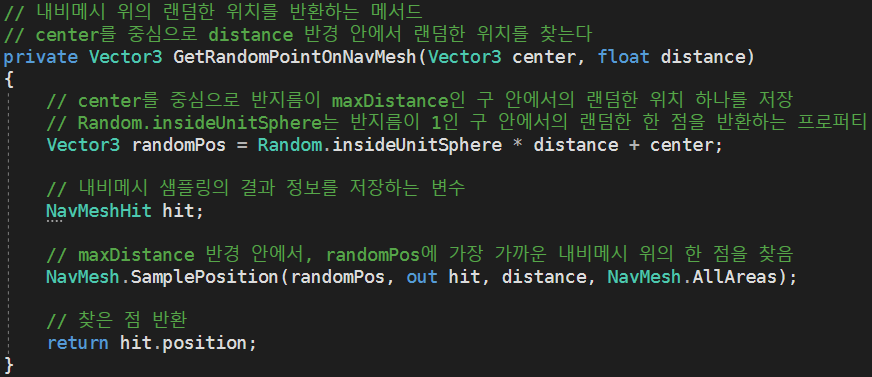 // 내비메시 위의 랜덤한 위치를 반환하는 메서드
// center를 중심으로 distance 반경 안에서 랜덤한 위치를 찾는다
private Vector3 GetRandomPointOnNavMesh(Vector3 center, float distance)
{
// center를 중심으로 반지름이 maxDistance인 구 안에서의 랜덤한 위치 하나를 저장
// Random.insideUnitSphere는 반지름이 1인 구 안에서의 랜덤한 한 점을 반환하는 프로퍼티
Vector3 randomPos = Random.insideUnitSphere * distance + center;
// 내비메시 샘플링의 결과 정보를 저장하는 변수
NavMeshHit hit;
// maxDistance 반경 안에서, randomPos에 가장 가까운 내비메시 위의 한 점을 찾음
NavMesh.SamplePosition(randomPos, out hit, distance, NavMesh.AllAreas);
// 찾은 점 반환
return hit.position;
}